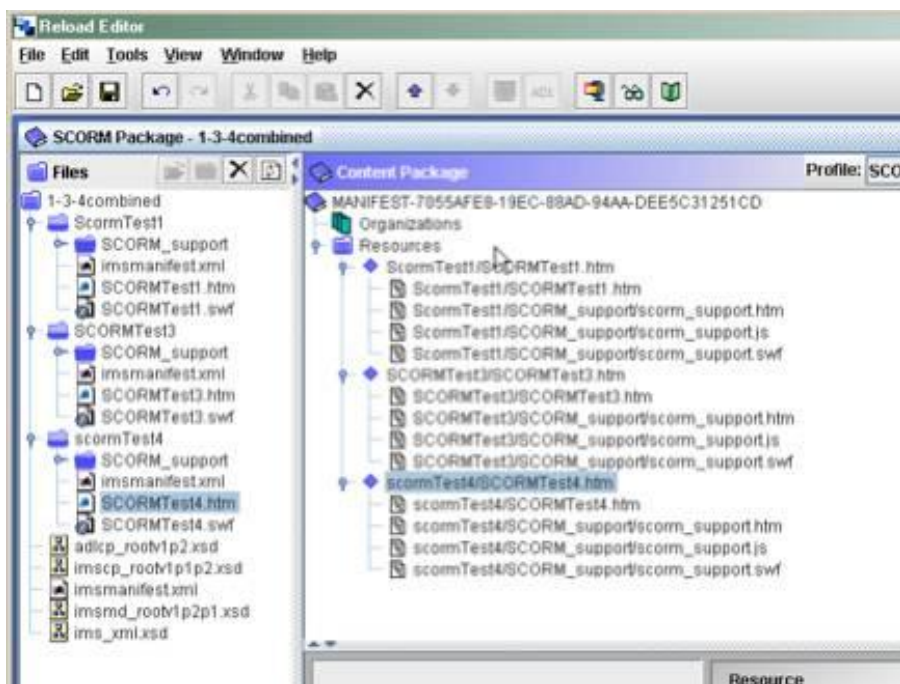 Reload Editor
File Edit Tools View Window Help
SCORM Package - 1-3-4combined
Files
1-3-4combined
ScormTest1
SCORM_support
imsmanifest.xml
SCORMTest1.htm
SCORMTest1.swf
SCORMTest3
SCORM_support
imsmanifest.xml
SCORMTest3.htm
SCORMTest3.swf
scormTest4
SCORM_support
imsmanifest.xml
SCORMTest4.htm
SCORMTest4.swf
adlcp_rootv1p2.xsd
imscp_rootv1p1p2.xsd
imsmanifest.xml
imsmd_rootv1p2p1.xsd
ims_xml.xsd
Content Package
Profile: SCO
MANIFEST-7055AFE8-19EC-88AD-94AA-DEE5C31251CD
Organizations
Resources
ScormTest1/SCORMTest1.htm
ScormTest1/SCORMTest1.htm
ScormTest1/SCORM_support/scorm_support.htm
ScormTest1/SCORM_support/scorm_support.js
ScormTest1/SCORM_support/scorm_support.swf
SCORMTest3/SCORMTest3.htm
SCORMTest3/SCORMTest3.htm
SCORMTest3/SCORM_support/scorm_support.htm
SCORMTest3/SCORM_support/scorm_support.js
SCORMTest3/SCORM_support/scorm_support.swf
scormTest4/SCORMTest4.htm
scormTest4/SCORMTest4.htm
scormTest4/SCORM_support/scorm_support.htm
scormTest4/SCORM_support/scorm_support.js
scormTest4/SCORM_support/scorm_support.swf
Resource